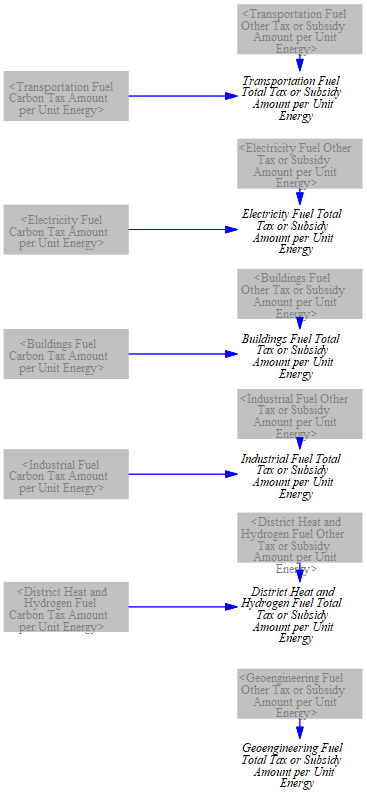 <Transportation Fuel
Other Tax or Subsidy
Amount per Unit
Energy>
<Transportation Fuel
Carbon Tax Amount
per Unit Energy>
Transportation Fuel
Total Tax or Subsidy
Amount per Unit
Energy
<Electricity Fuel Other
Tax or Subsidy
Amount per Unit
Energy>
<Electricity Fuel
Carbon Tax Amount
per Unit Energy>
Electricity Fuel Total
Tax or Subsidy
Amount per Unit
Energy
<Buildings Fuel
Other Tax or Subsidy
Amount per Unit
Energy>
<Buildings Fuel
Carbon Tax Amount
per Unit Energy>
Buildings Fuel Total
Tax or Subsidy
Amount per Unit
Energy
<Industrial Fuel Other
Tax or Subsidy
Amount per Unit
Energy>
<Industrial Fuel
Carbon Tax Amount
per Unit Energy>
Industrial Fuel Total
Tax or Subsidy
Amount per Unit
Energy
<District Heat and
Hydrogen Fuel Other
Tax or Subsidy
Amount per Unit
Energy>
<District Heat and
Hydrogen Fuel
Carbon Tax Amount
per Unit Energy>
District Heat and
Hydrogen Fuel Total
Tax or Subsidy
Amount per Unit
Energy
<Geoengineering Fuel
Other Tax or Subsidy
Amount per Unit
Energy>
Geoengineering Fuel
Total Tax or Subsidy
Amount per Unit
Energy